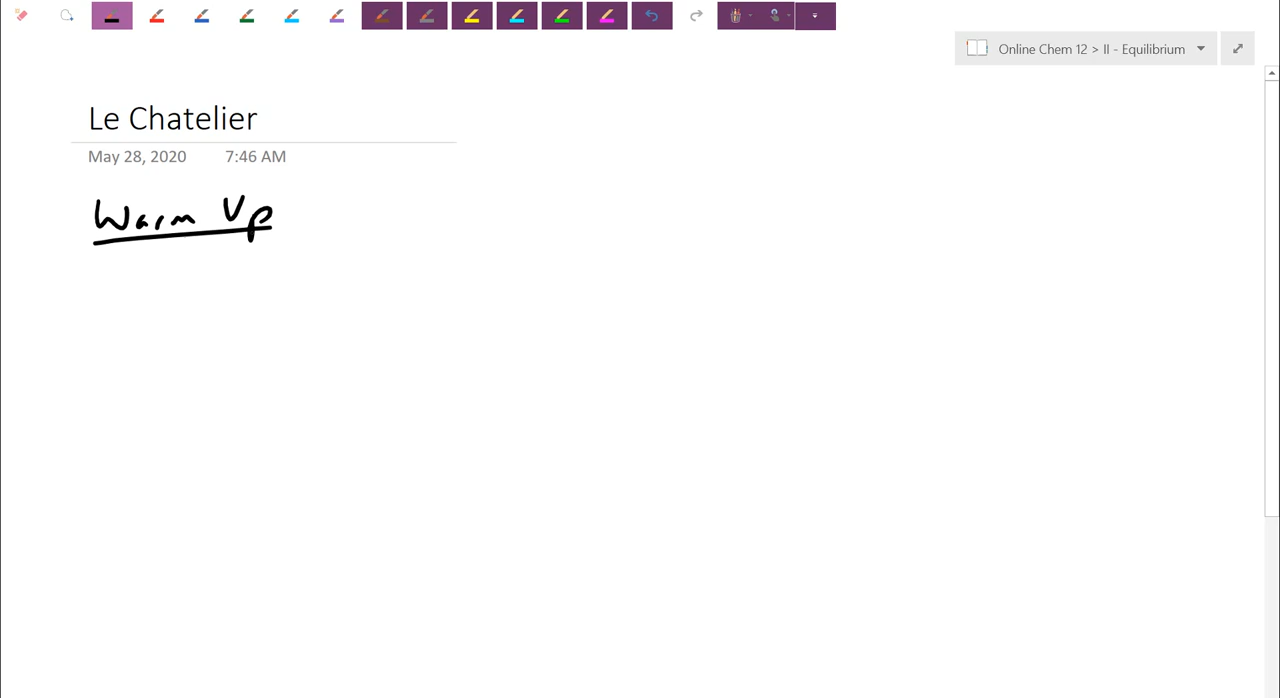 Online Chem 12 > II - Equilibrium
Le Chatelier
May 28, 2020 7:46 AM
Warm Up